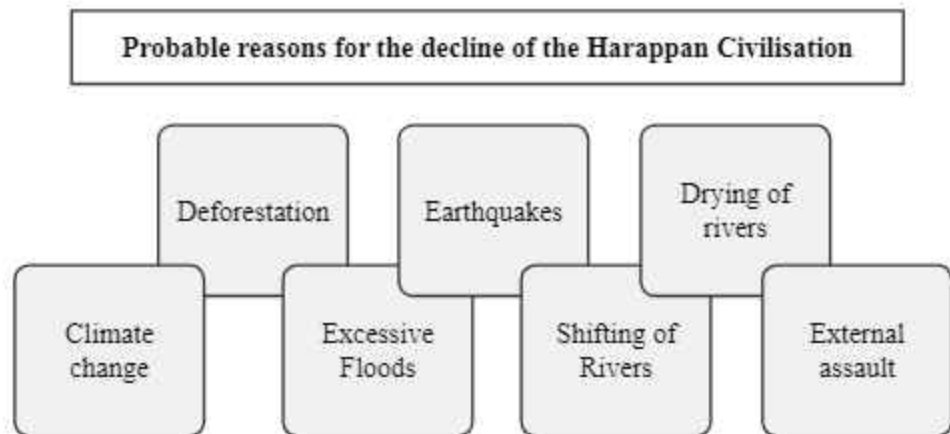 Probable reasons for the decline of the Harappan Civilisation
Deforestation
Earthquakes
Drying of
rivers
Climate
change
Excessive
Floods
Shifting of
Rivers
External
assault